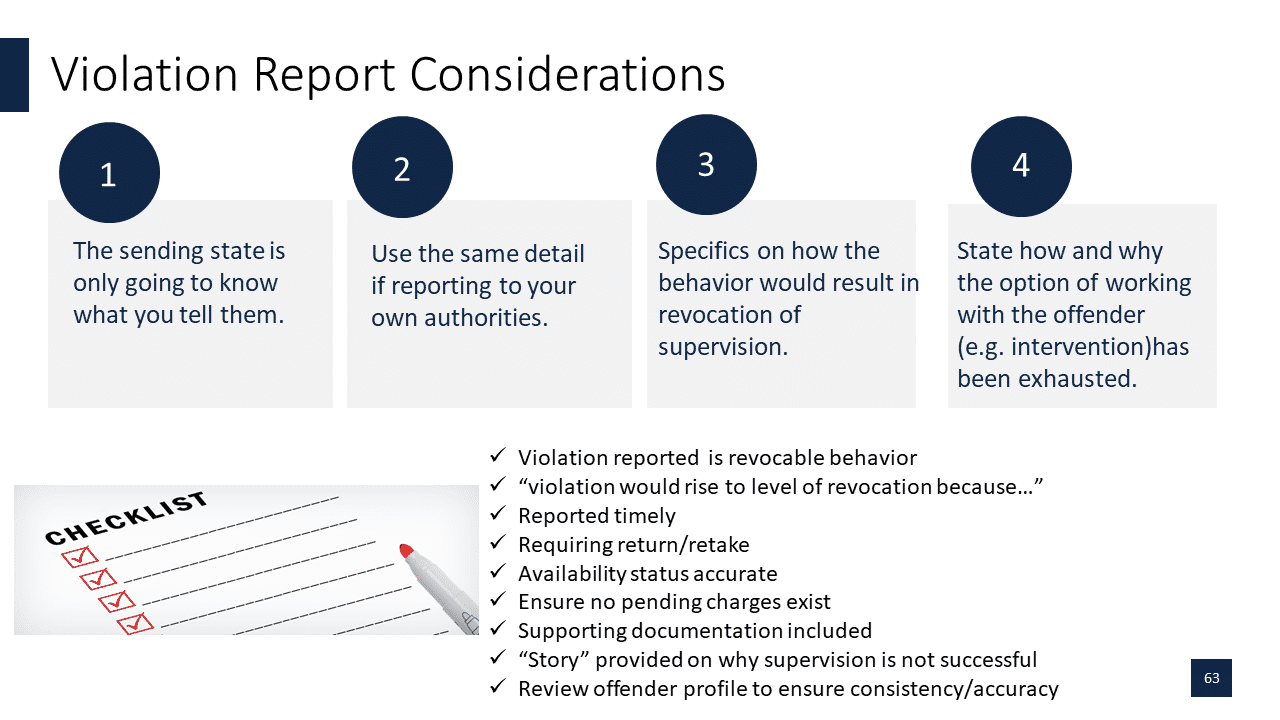 Violation Report Considerations
1
The sending state is
only going to know
what you tell them.
2
Use the same detail
if reporting to your
own authorities.
3
Specifics on how the
behavior would result in
revocation of
supervision.
4
State how and why
the option of working
with the offender
(e.g. intervention)has
been exhausted.
CHECKLIST
✓ Violation reported is revocable behavior
✓ “violation would rise to level of revocation because…”
✓ Reported timely
✓ Requiring return/retake
✓ Availability status accurate
✓ Ensure no pending charges exist
✓ Supporting documentation included
✓ “Story” provided on why supervision is not successful
✓ Review offender profile to ensure consistency/accuracy
63